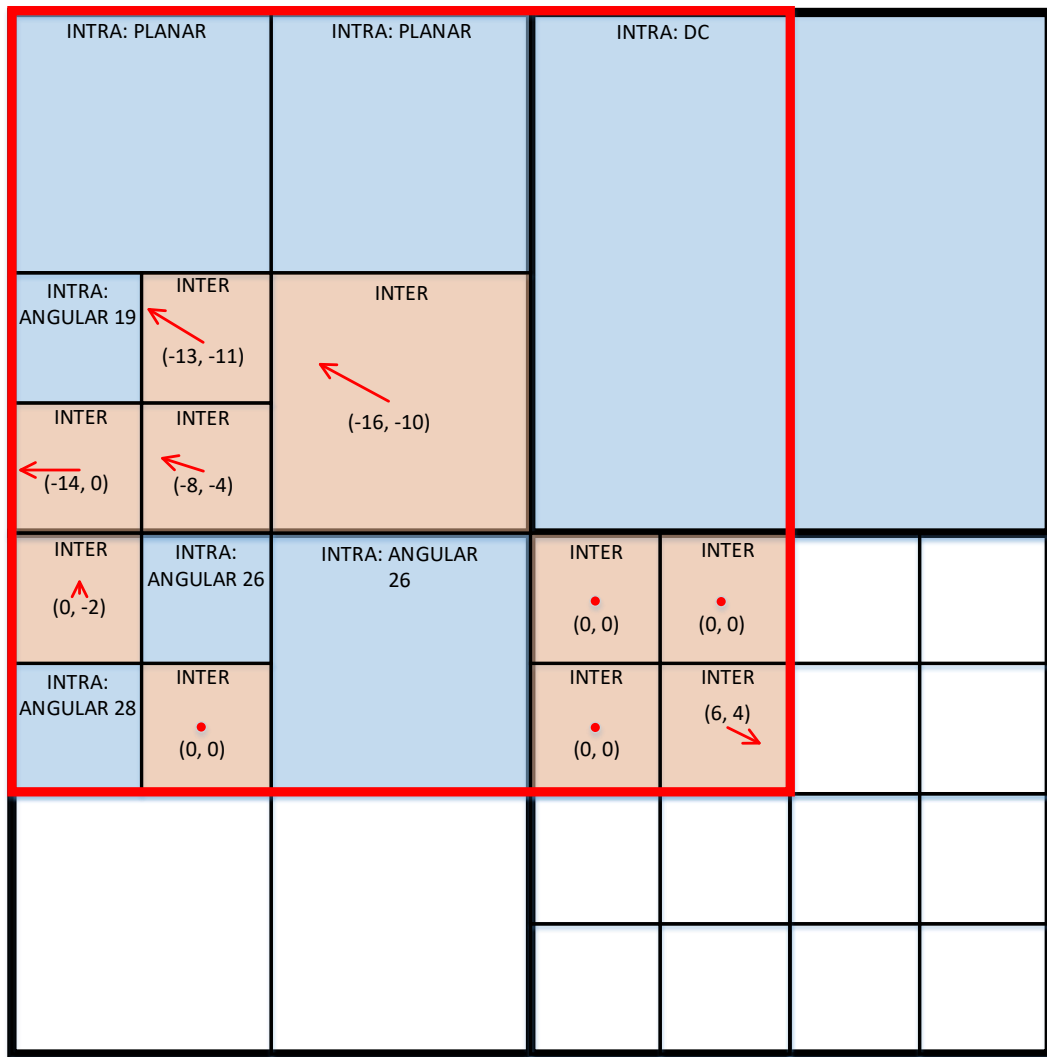 INTRA: PLANAR
INTRA: PLANAR
INTRA: DC
INTRA:
ANGULAR 19
INTER
(-13, -11)
INTER
(-16, -10)
INTER
(-14, 0)
INTER
(-8, -4)
INTER
(0, -2)
INTRA:
ANGULAR 26
INTRA: ANGULAR
26
INTER
(0, 0)
INTER
(0, 0)
INTRA:
ANGULAR 28
INTER
(0, 0)
INTER
(0, 0)
INTER
(6, 4)